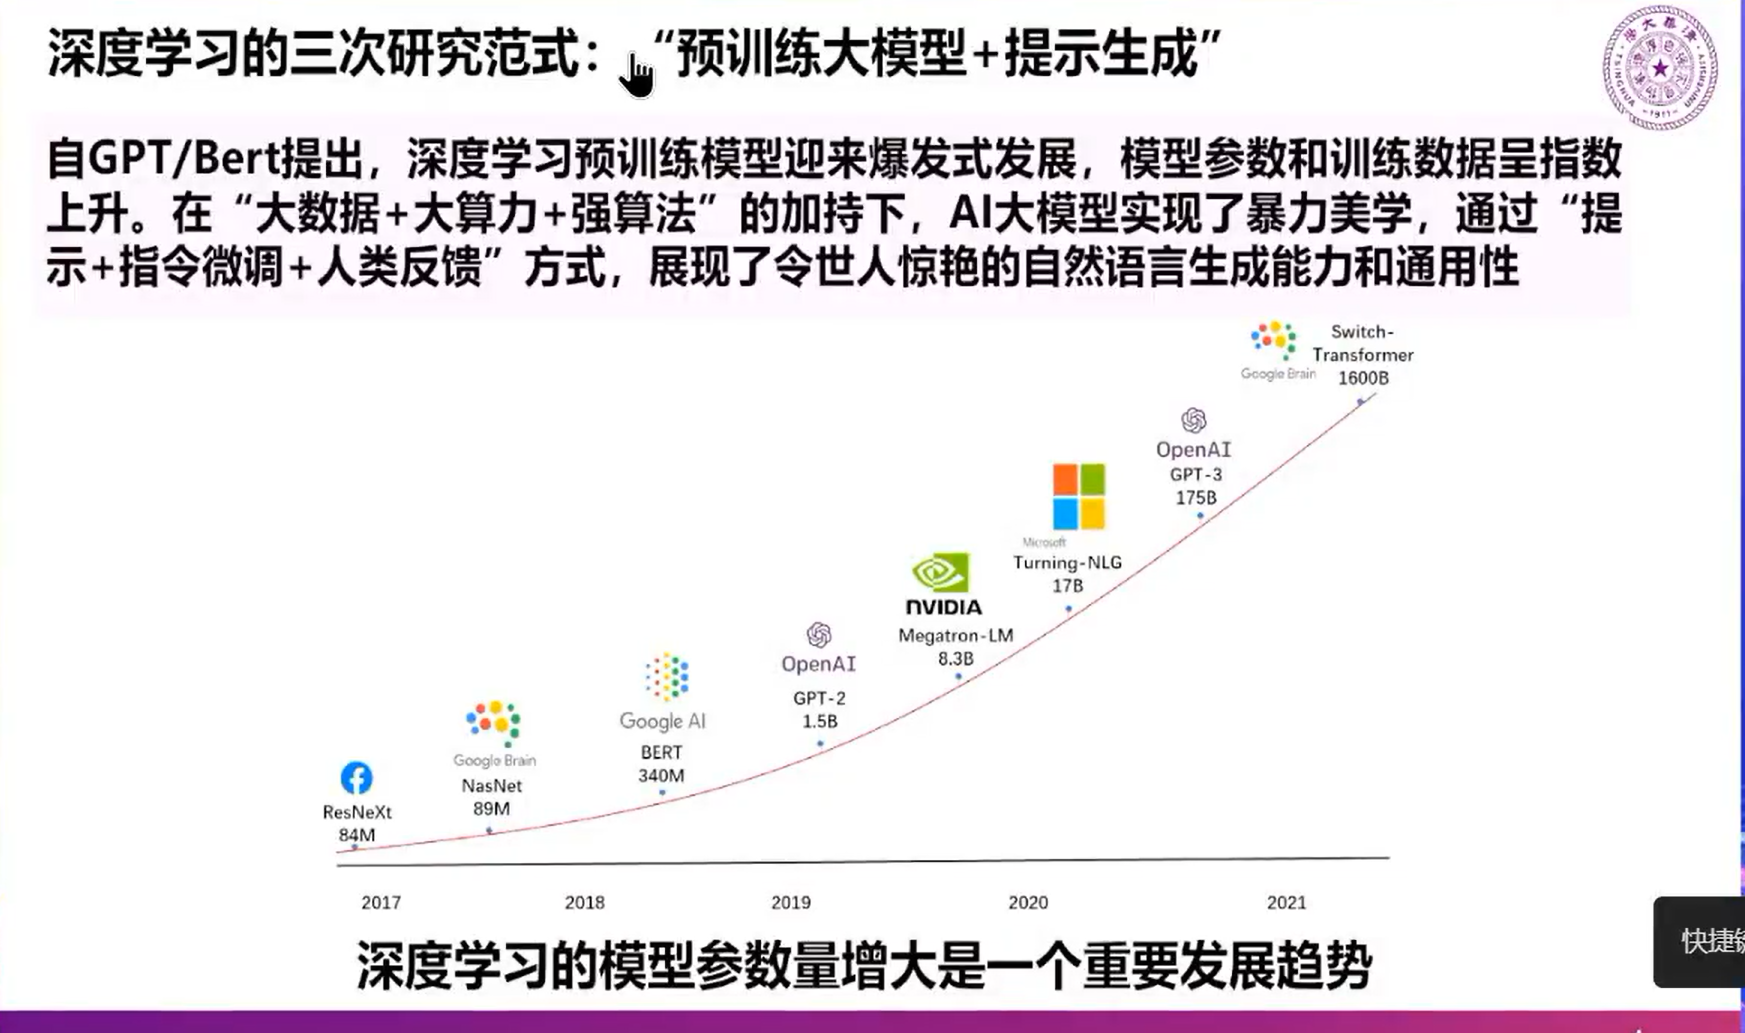 深度学习的三次研究范式：“预训练大模型+提示生成”
自GPT/Bert提出，深度学习预训练模型迎来爆发式发展，模型参数和训练数据呈指数
上升。在“大数据+大算力+强算法”的加持下，AI大模型实现了暴力美学，通过“提
示+指令微调+人类反馈”方式，展现了令世人惊艳的自然语言生成能力和通用性
Google Brain
Switch-
Transformer
1600B
OpenAI
GPT-3
175B
Microsoft
Turning-NLG
17B
NVIDIA
Megatron-LM
8.3B
OpenAI
GPT-2
1.5B
Google AI
BERT
340M
Google Brain
NasNet
89M
ResNeXt
84M
2017
2018
2019
2020
2021
深度学习的模型参数量增大是一个重要发展趋势
TSINGHUA UNIVERSITY
-1911-
快捷